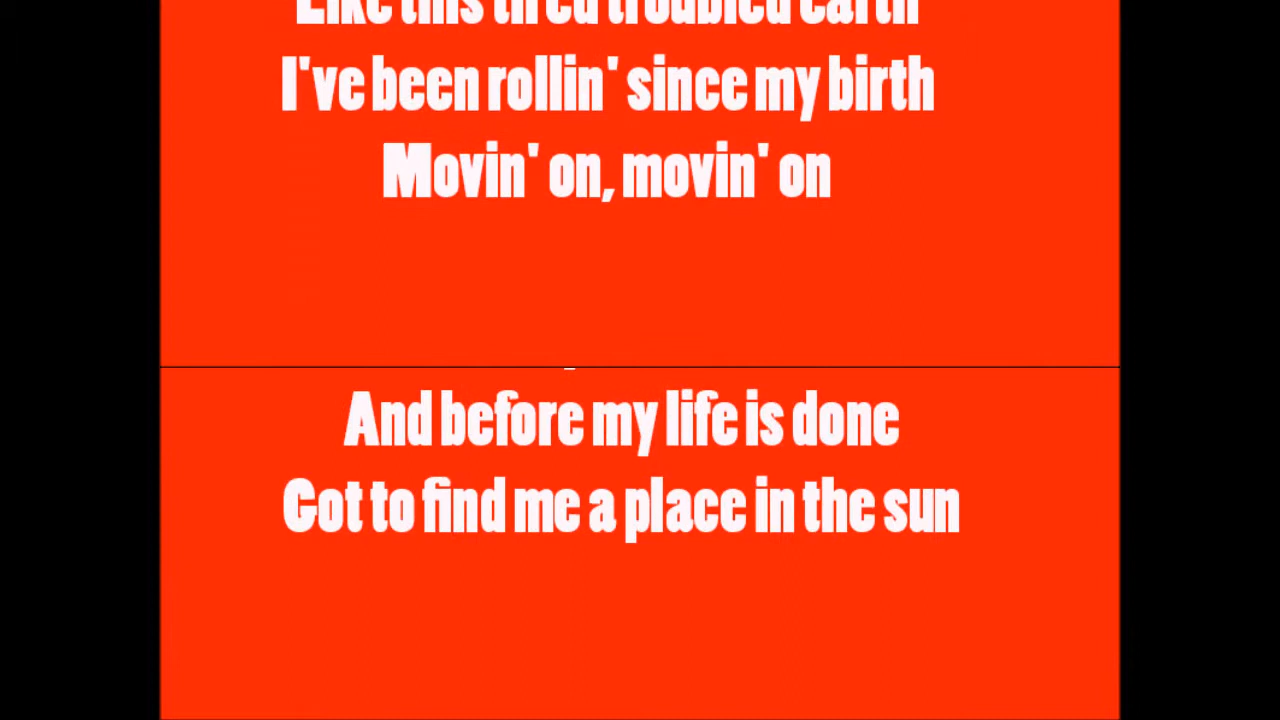 Like this tired troubled earth
I've been rollin' since my birth
Movin' on, movin' on
And before my life is done
Got to find me a place in the sun